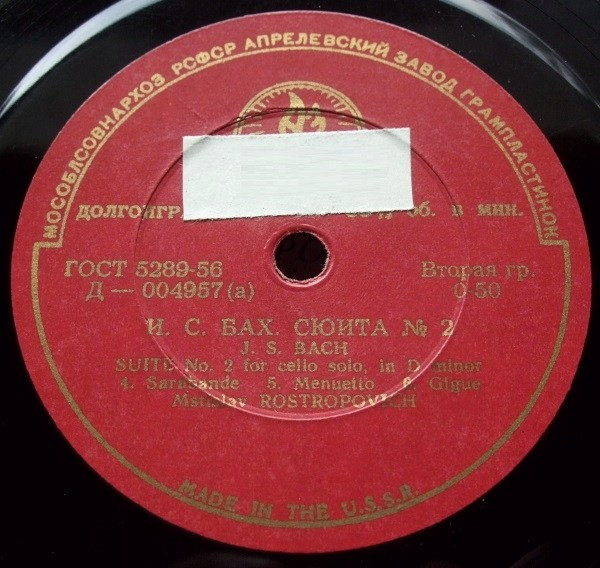 МОСОБЛСОВНАРХОЗ РСФСР АПРЕЛЕВСКИЙ ЗАВОД ГРАМПЛАСТИНОК
об. в мин.
ГОСТ 5289-56
Вторая гр.
Д — 004957 (а)
0-50
И. С. БАХ. СЮИТА № 2
J. S. BACH
SUITE No. 2 for cello solo, in D minor
4. Sarabande 5. Menuetto 6. Gigue
Mstislav ROSTROPOVICH
MADE IN THE U.S.S.R.